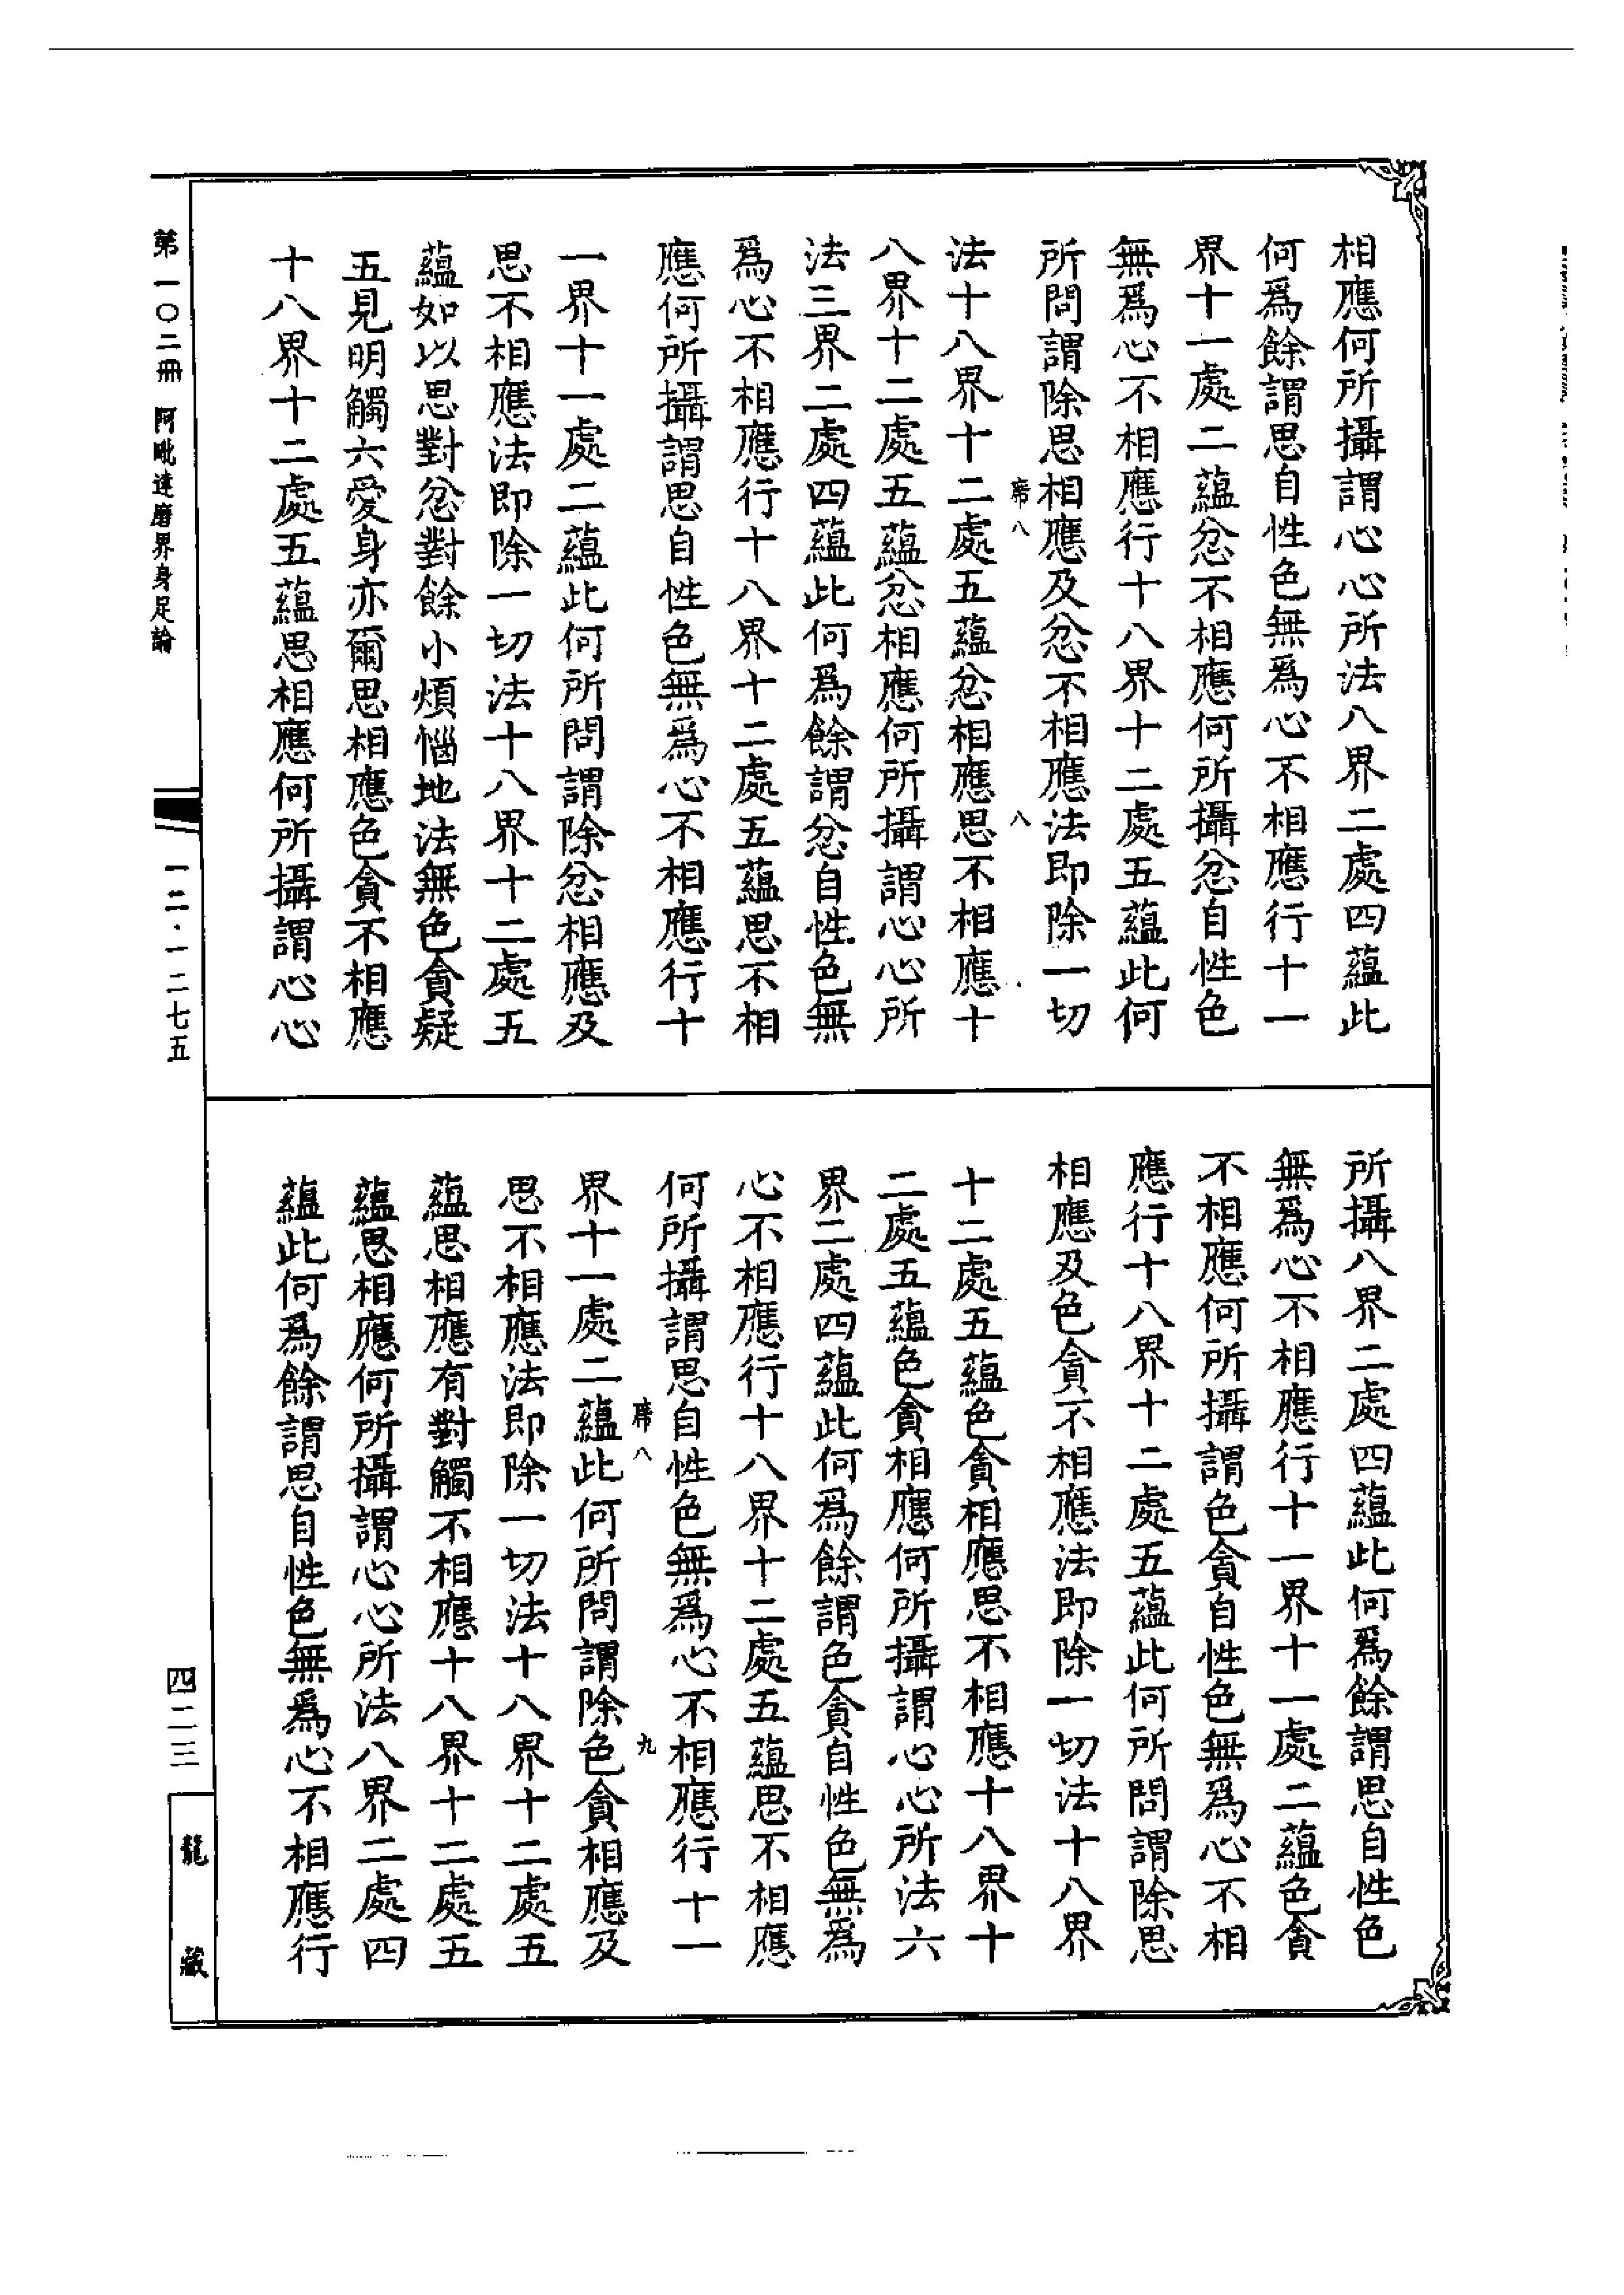 相應何所攝謂心心所法八界二處四蘊此
何爲餘謂思自性色無爲心不相應行十一
界十一處二蘊忿不相應何所攝忿自性色
無爲心不相應行十八界十二處五蘊此何
所問謂除思相應及忿不相應法即除一切
席八
八
法十八界十二處五蘊忿相應思不相應十
八界十二處五蘊忿相應何所攝謂心心所
法三界二處四蘊此何爲餘謂忿自性色無
爲心不相應行十八界十二處五蘊思不相
應何所攝謂思自性色無爲心不相應行十
一界十一處二蘊此何所問謂除忿相應及
思不相應法即除一切法十八界十二處五
蘊如以思對忿對餘小煩惱地法無色貪疑
五見明觸六愛身亦爾思相應色貪不相應
十八界十二處五蘊思相應何所攝謂心心
所攝八界二處四蘊此何爲餘謂思自性色
無爲心不相應行十一界十一處二蘊色貪
不相應何所攝謂色貪自性色無爲心不相
應行十八界十二處五蘊此何所問謂除思
相應及色貪不相應法即除一切法十八界
十二處五蘊色貪相應思不相應十八界十
二處五蘊色貪相應何所攝謂心心所法六
界二處四蘊此何爲餘謂色貪自性色無爲
心不相應行十八界十二處五蘊思不相應
何所攝謂思自性色無爲心不相應行十一
席八
九
界十一處二蘊此何所問謂除色貪相應及
思不相應法即除一切法十八界十二處五
蘊思相應有對觸不相應十八界十二處五
蘊思相應何所攝謂心心所法八界二處四
蘊此何爲餘謂思自性色無爲心不相應行
第一〇二冊 阿毗達磨界身足論
一二·一二七五
四二三
龍藏